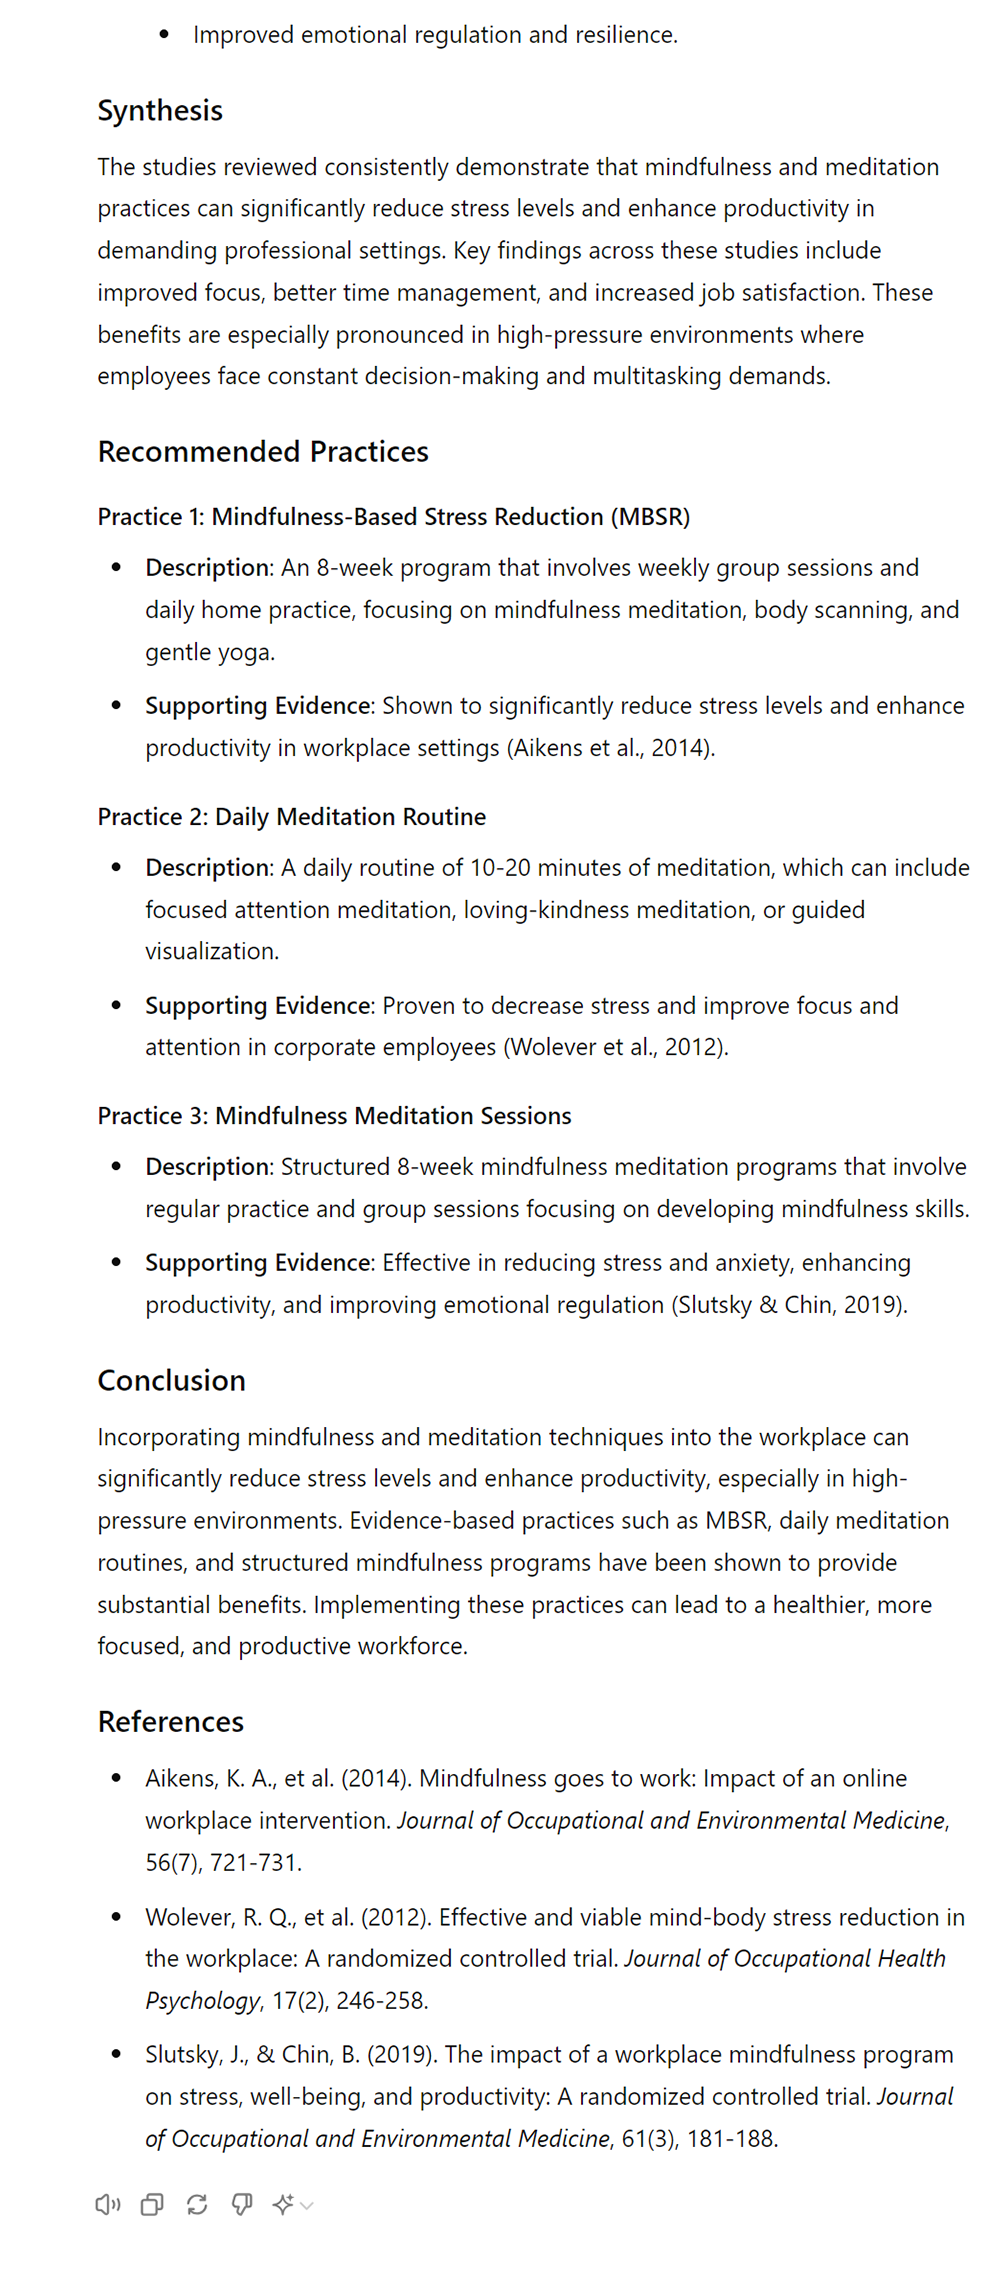 • Improved emotional regulation and resilience.
Synthesis
The studies reviewed consistently demonstrate that mindfulness and meditation
practices can significantly reduce stress levels and enhance productivity in
demanding professional settings. Key findings across these studies include
improved focus, better time management, and increased job satisfaction. These
benefits are especially pronounced in high-pressure environments where
employees face constant decision-making and multitasking demands.
Recommended Practices
Practice 1: Mindfulness-Based Stress Reduction (MBSR)
• Description: An 8-week program that involves weekly group sessions and
daily home practice, focusing on mindfulness meditation, body scanning, and
gentle yoga.
• Supporting Evidence: Shown to significantly reduce stress levels and enhance
productivity in workplace settings (Aikens et al., 2014).
Practice 2: Daily Meditation Routine
• Description: A daily routine of 10-20 minutes of meditation, which can include
focused attention meditation, loving-kindness meditation, or guided
visualization.
• Supporting Evidence: Proven to decrease stress and improve focus and
attention in corporate employees (Wolever et al., 2012).
Practice 3: Mindfulness Meditation Sessions
• Description: Structured 8-week mindfulness meditation programs that involve
regular practice and group sessions focusing on developing mindfulness skills.
• Supporting Evidence: Effective in reducing stress and anxiety, enhancing
productivity, and improving emotional regulation (Slutsky & Chin, 2019).
Conclusion
Incorporating mindfulness and meditation techniques into the workplace can
significantly reduce stress levels and enhance productivity, especially in high-
pressure environments. Evidence-based practices such as MBSR, daily meditation
routines, and structured mindfulness programs have been shown to provide
substantial benefits. Implementing these practices can lead to a healthier, more
focused, and productive workforce.
References
• Aikens, K. A., et al. (2014). Mindfulness goes to work: Impact of an online
workplace intervention. Journal of Occupational and Environmental Medicine,
56(7), 721-731.
• Wolever, R. Q., et al. (2012). Effective and viable mind-body stress reduction in
the workplace: A randomized controlled trial. Journal of Occupational Health
Psychology, 17(2), 246-258.
• Slutsky, J., & Chin, B. (2019). The impact of a workplace mindfulness program
on stress, well-being, and productivity: A randomized controlled trial. Journal
of Occupational and Environmental Medicine, 61(3), 181-188.